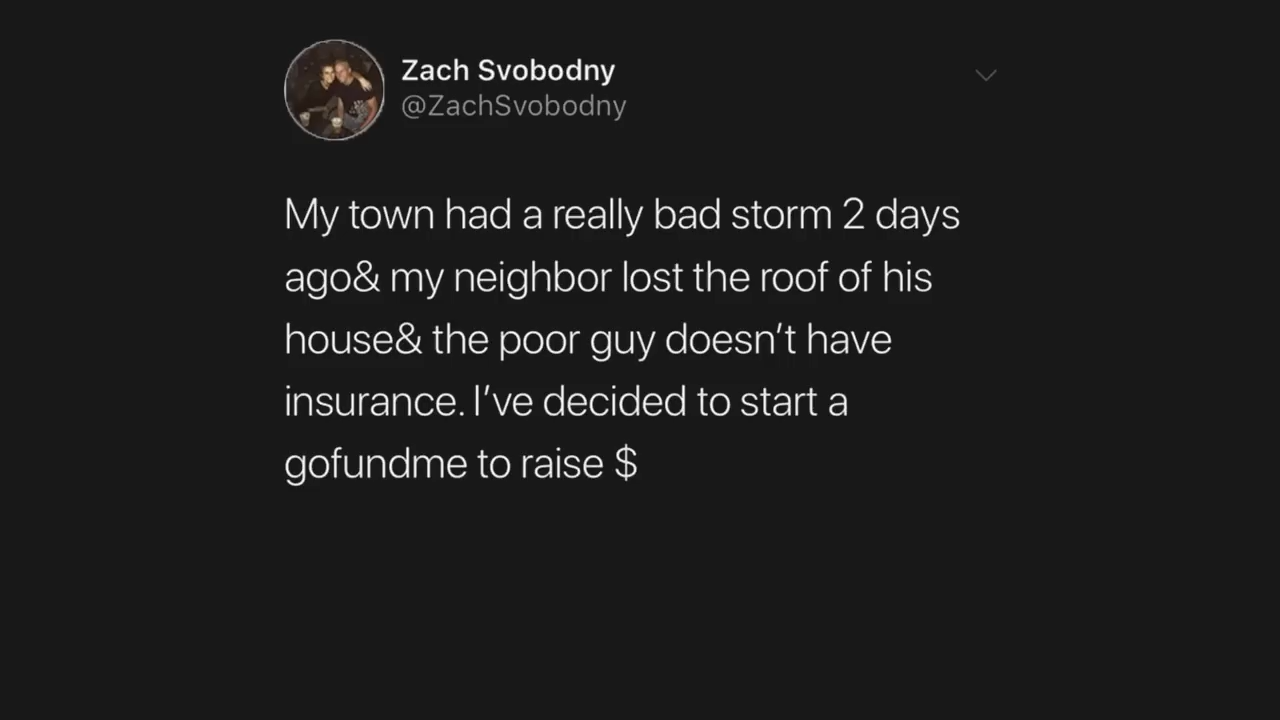 Zach Svobodny
@ZachSvobodny
My town had a really bad storm 2 days
ago& my neighbor lost the roof of his
house& the poor guy doesn't have
insurance. I've decided to start a
gofundme to raise $